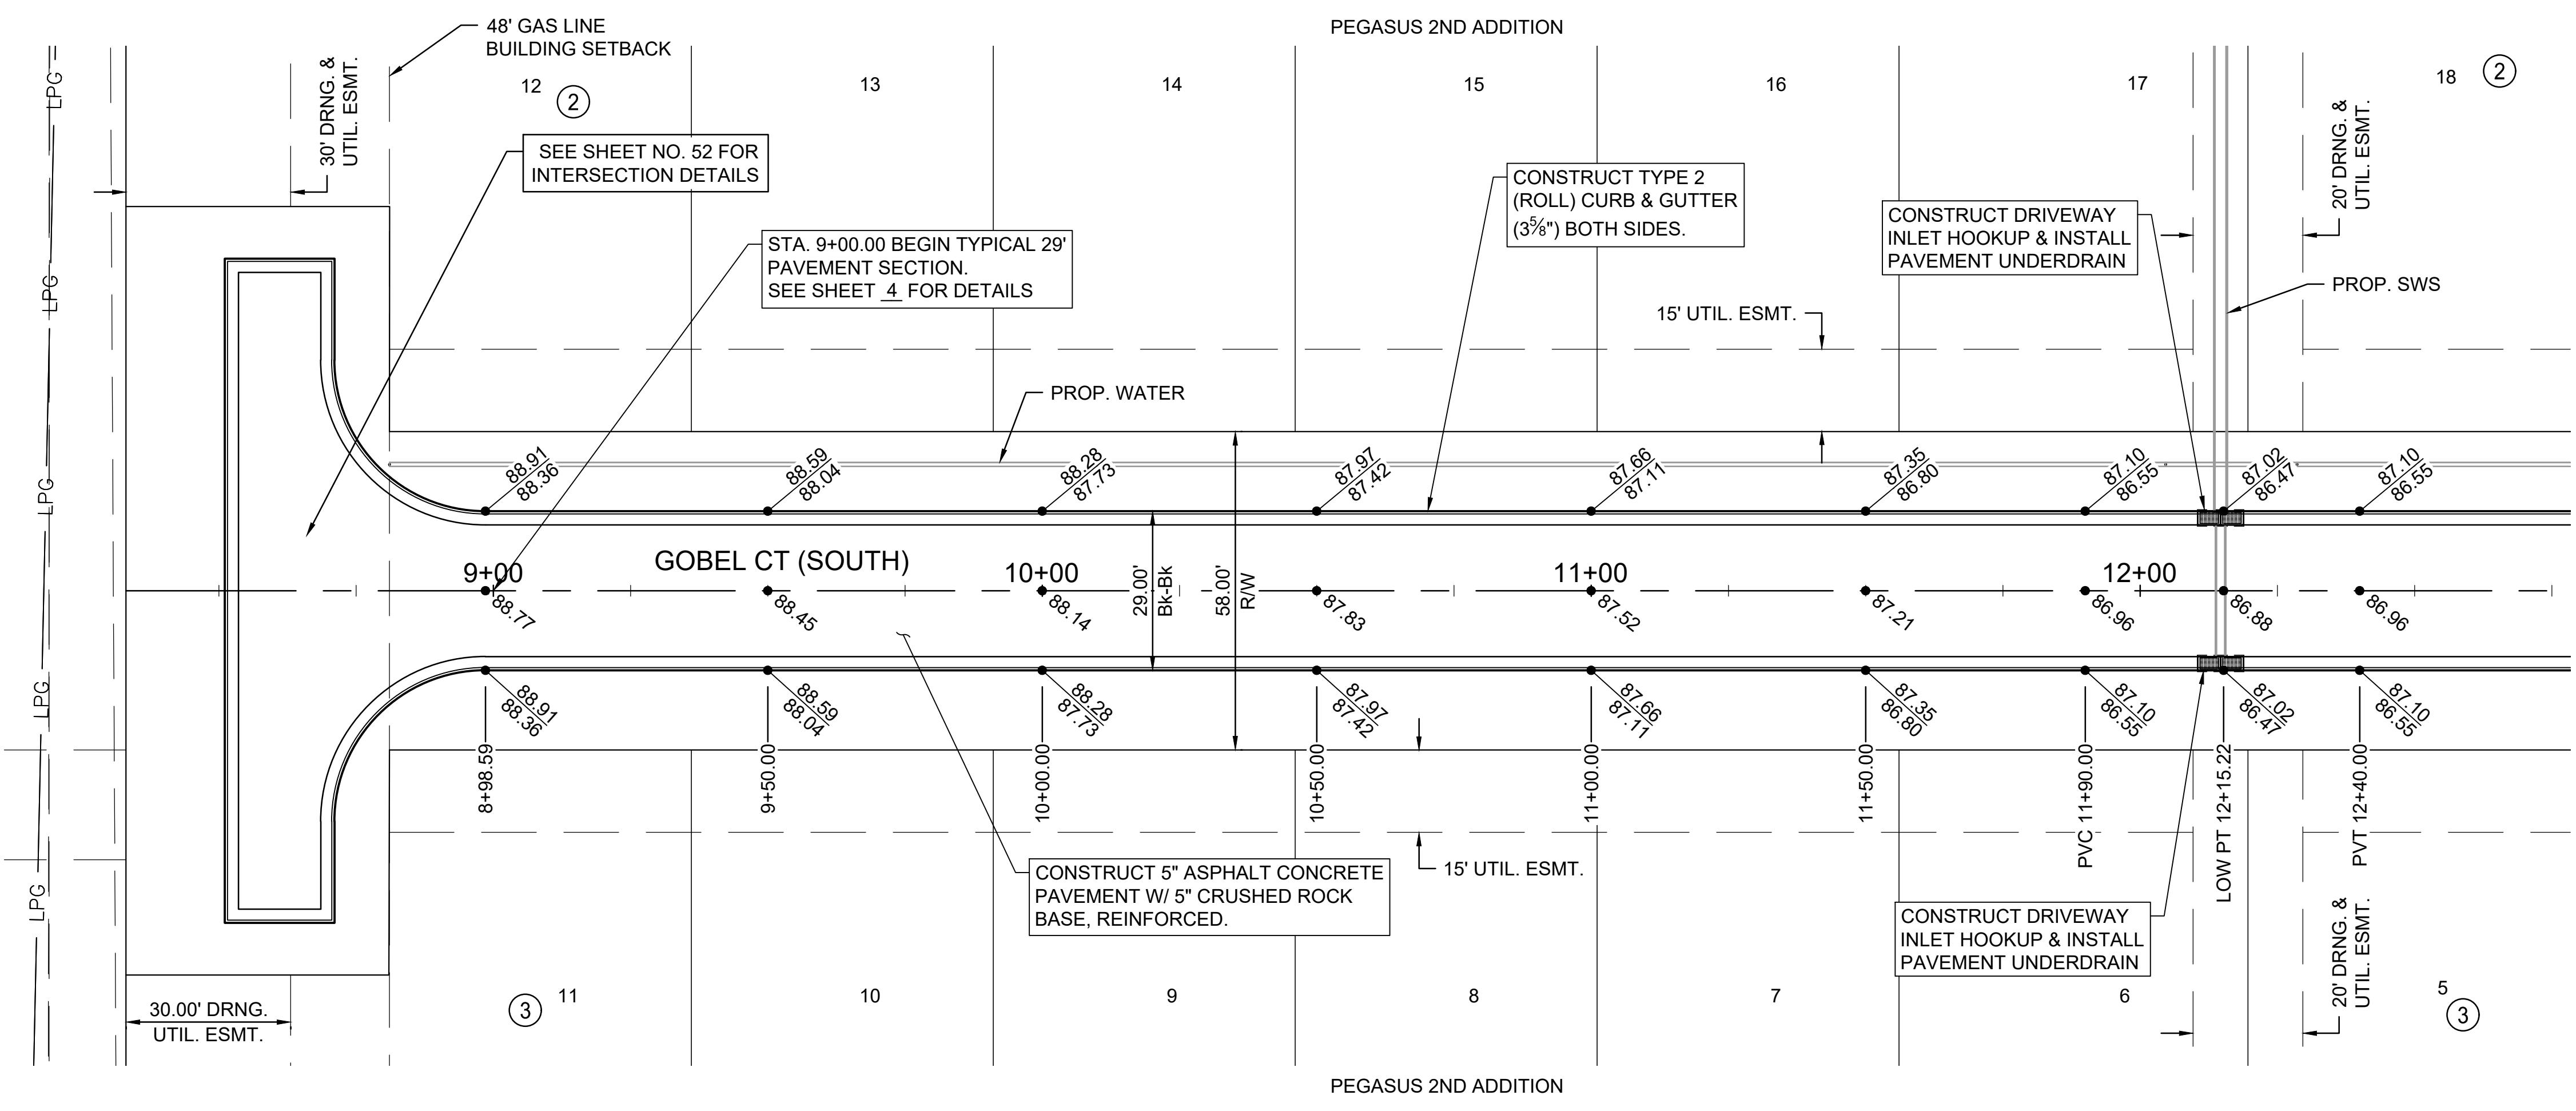 PEGASUS 2ND ADDITION
48' GAS LINE
BUILDING SETBACK
30' DRNG. &
UTIL. ESMT.
12
2
13
14
15
16
17
18
2
20' DRNG. &
UTIL. ESMT.
SEE SHEET NO. 52 FOR
INTERSECTION DETAILS
STA. 9+00.00 BEGIN TYPICAL 29'
PAVEMENT SECTION.
SEE SHEET 4 FOR DETAILS
CONSTRUCT TYPE 2
(ROLL) CURB & GUTTER
(3⅝") BOTH SIDES.
CONSTRUCT DRIVEWAY
INLET HOOKUP & INSTALL
PAVEMENT UNDERDRAIN
PROP. SWS
15' UTIL. ESMT.
PROP. WATER
LPG
LPG
LPG
LPG
LPG
88.91
88.36
88.59
88.04
88.28
87.73
87.97
87.42
87.66
87.11
87.35
86.80
87.10
86.55
87.02
86.47
87.10
86.55
GOBEL CT (SOUTH)
9+00
10+00
11+00
12+00
29.00'
Bk-Bk
58.00'
R/W
88.77
88.45
88.14
87.83
87.52
87.21
86.96
86.88
86.96
88.91
88.36
88.59
88.04
88.28
87.73
87.97
87.42
87.66
87.11
87.35
86.80
87.10
86.55
87.02
86.47
87.10
86.55
8+98.59
9+50.00
10+00.00
10+50.00
11+00.00
11+50.00
PVC 11+90.00
LOW PT 12+15.22
PVT 12+40.00
CONSTRUCT 5" ASPHALT CONCRETE
PAVEMENT W/ 5" CRUSHED ROCK
BASE, REINFORCED.
15' UTIL. ESMT.
CONSTRUCT DRIVEWAY
INLET HOOKUP & INSTALL
PAVEMENT UNDERDRAIN
20' DRNG. &
UTIL. ESMT.
30.00' DRNG.
UTIL. ESMT.
3
11
10
9
8
7
6
5
3
PEGASUS 2ND ADDITION